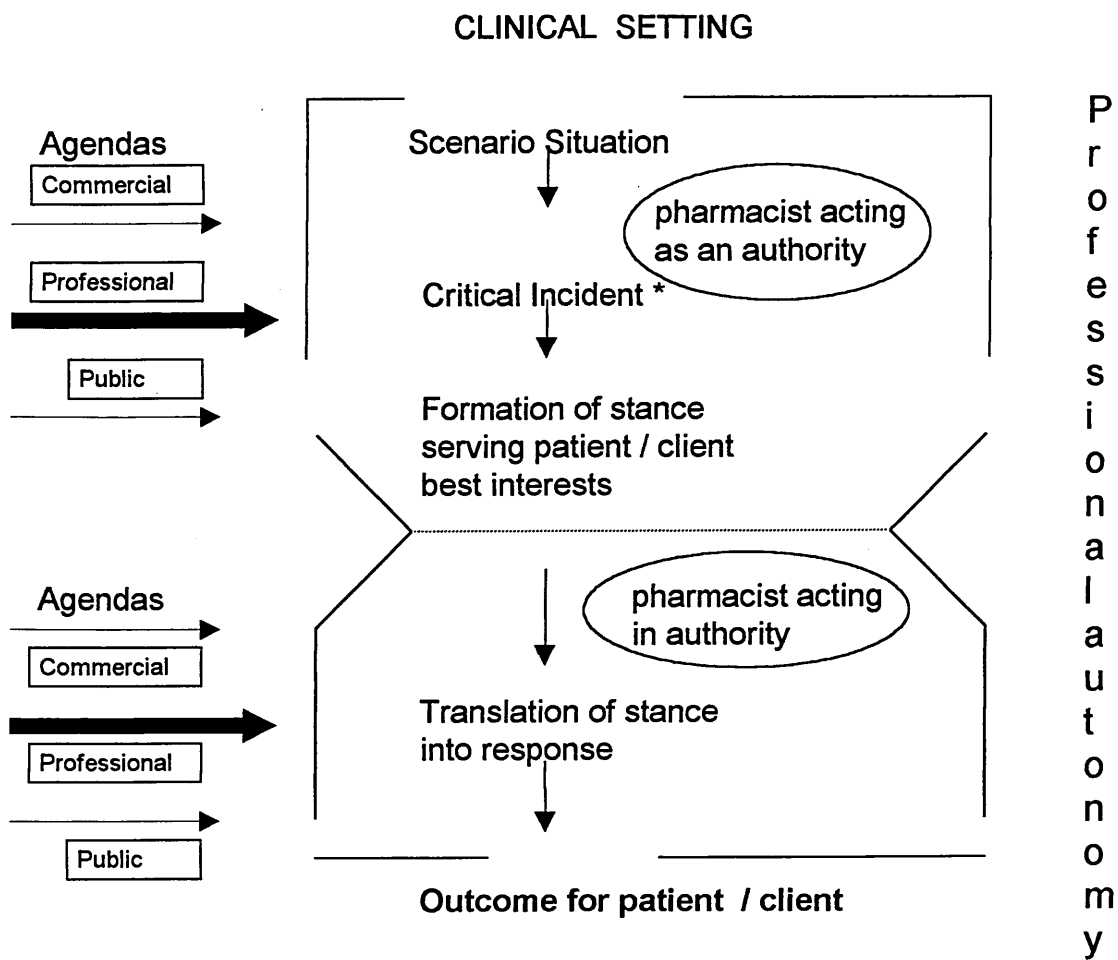 CLINICAL SETTING
Agendas
Commercial
Professional
Public
Scenario Situation
pharmacist acting
as an authority
Critical Incident *
Formation of stance
serving patient / client
best interests
Agendas
Commercial
Professional
Public
pharmacist acting
in authority
Translation of stance
into response
Outcome for patient / client
Professional autonomy